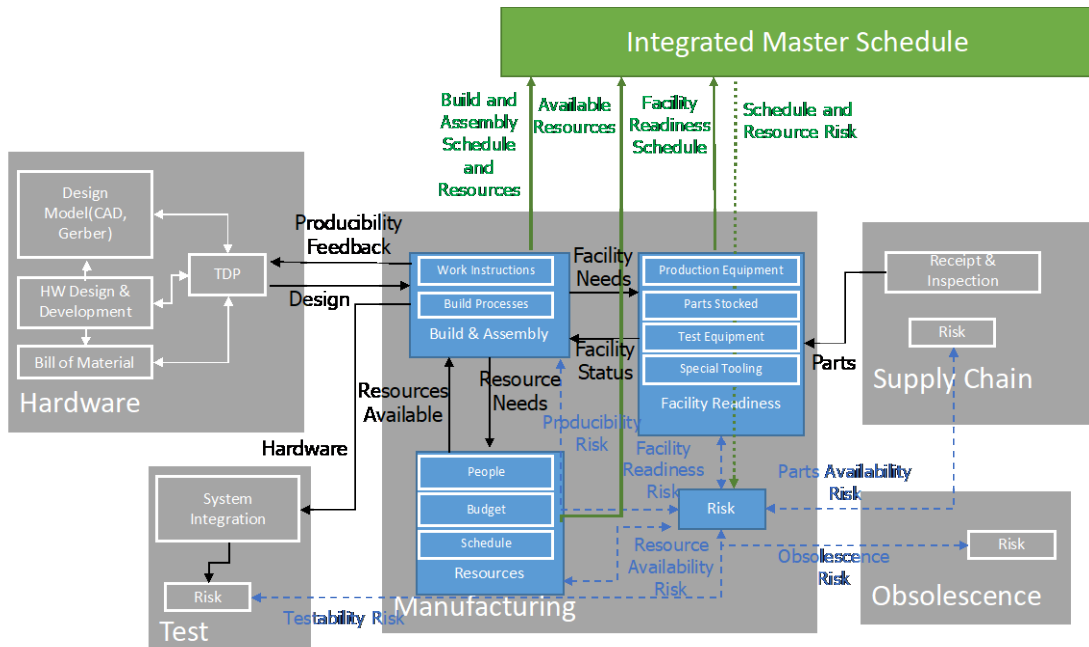 Integrated Master Schedule
Build and
Assembly
Schedule
and
Resources
Available
Resources
Facility
Readiness
Schedule
Schedule and
Resource Risk
Design
Model(CAD,
Gerber)
TDP
HW Design &
Development
Bill of Material
Hardware
Producibility
Feedback
Design
Work Instructions
Build Processes
Build & Assembly
Facility
Needs
Facility
Status
Production Equipment
Parts Stocked
Test Equipment
Special Tooling
Facility Readiness
Receipt &
Inspection
Risk
Supply Chain
Parts
Resources
Available
Resource
Needs
Hardware
Producibility
Risk
Facility
Readiness
Risk
Parts Availability
Risk
People
Budget
Schedule
Resources
Risk
Resource
Availability
Risk
Obsolescence
Risk
Risk
Obsolescence
System
Integration
Risk
Test
Testability Risk
Manufacturing